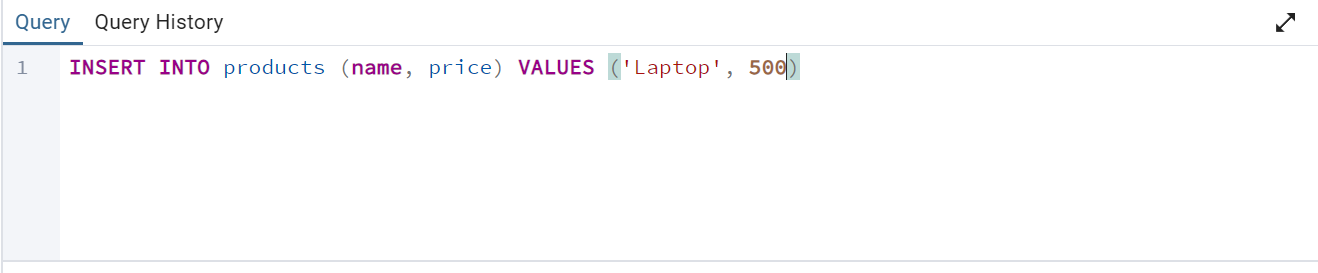 Query Query History
1 INSERT INTO products (name, price) VALUES ('Laptop', 500)